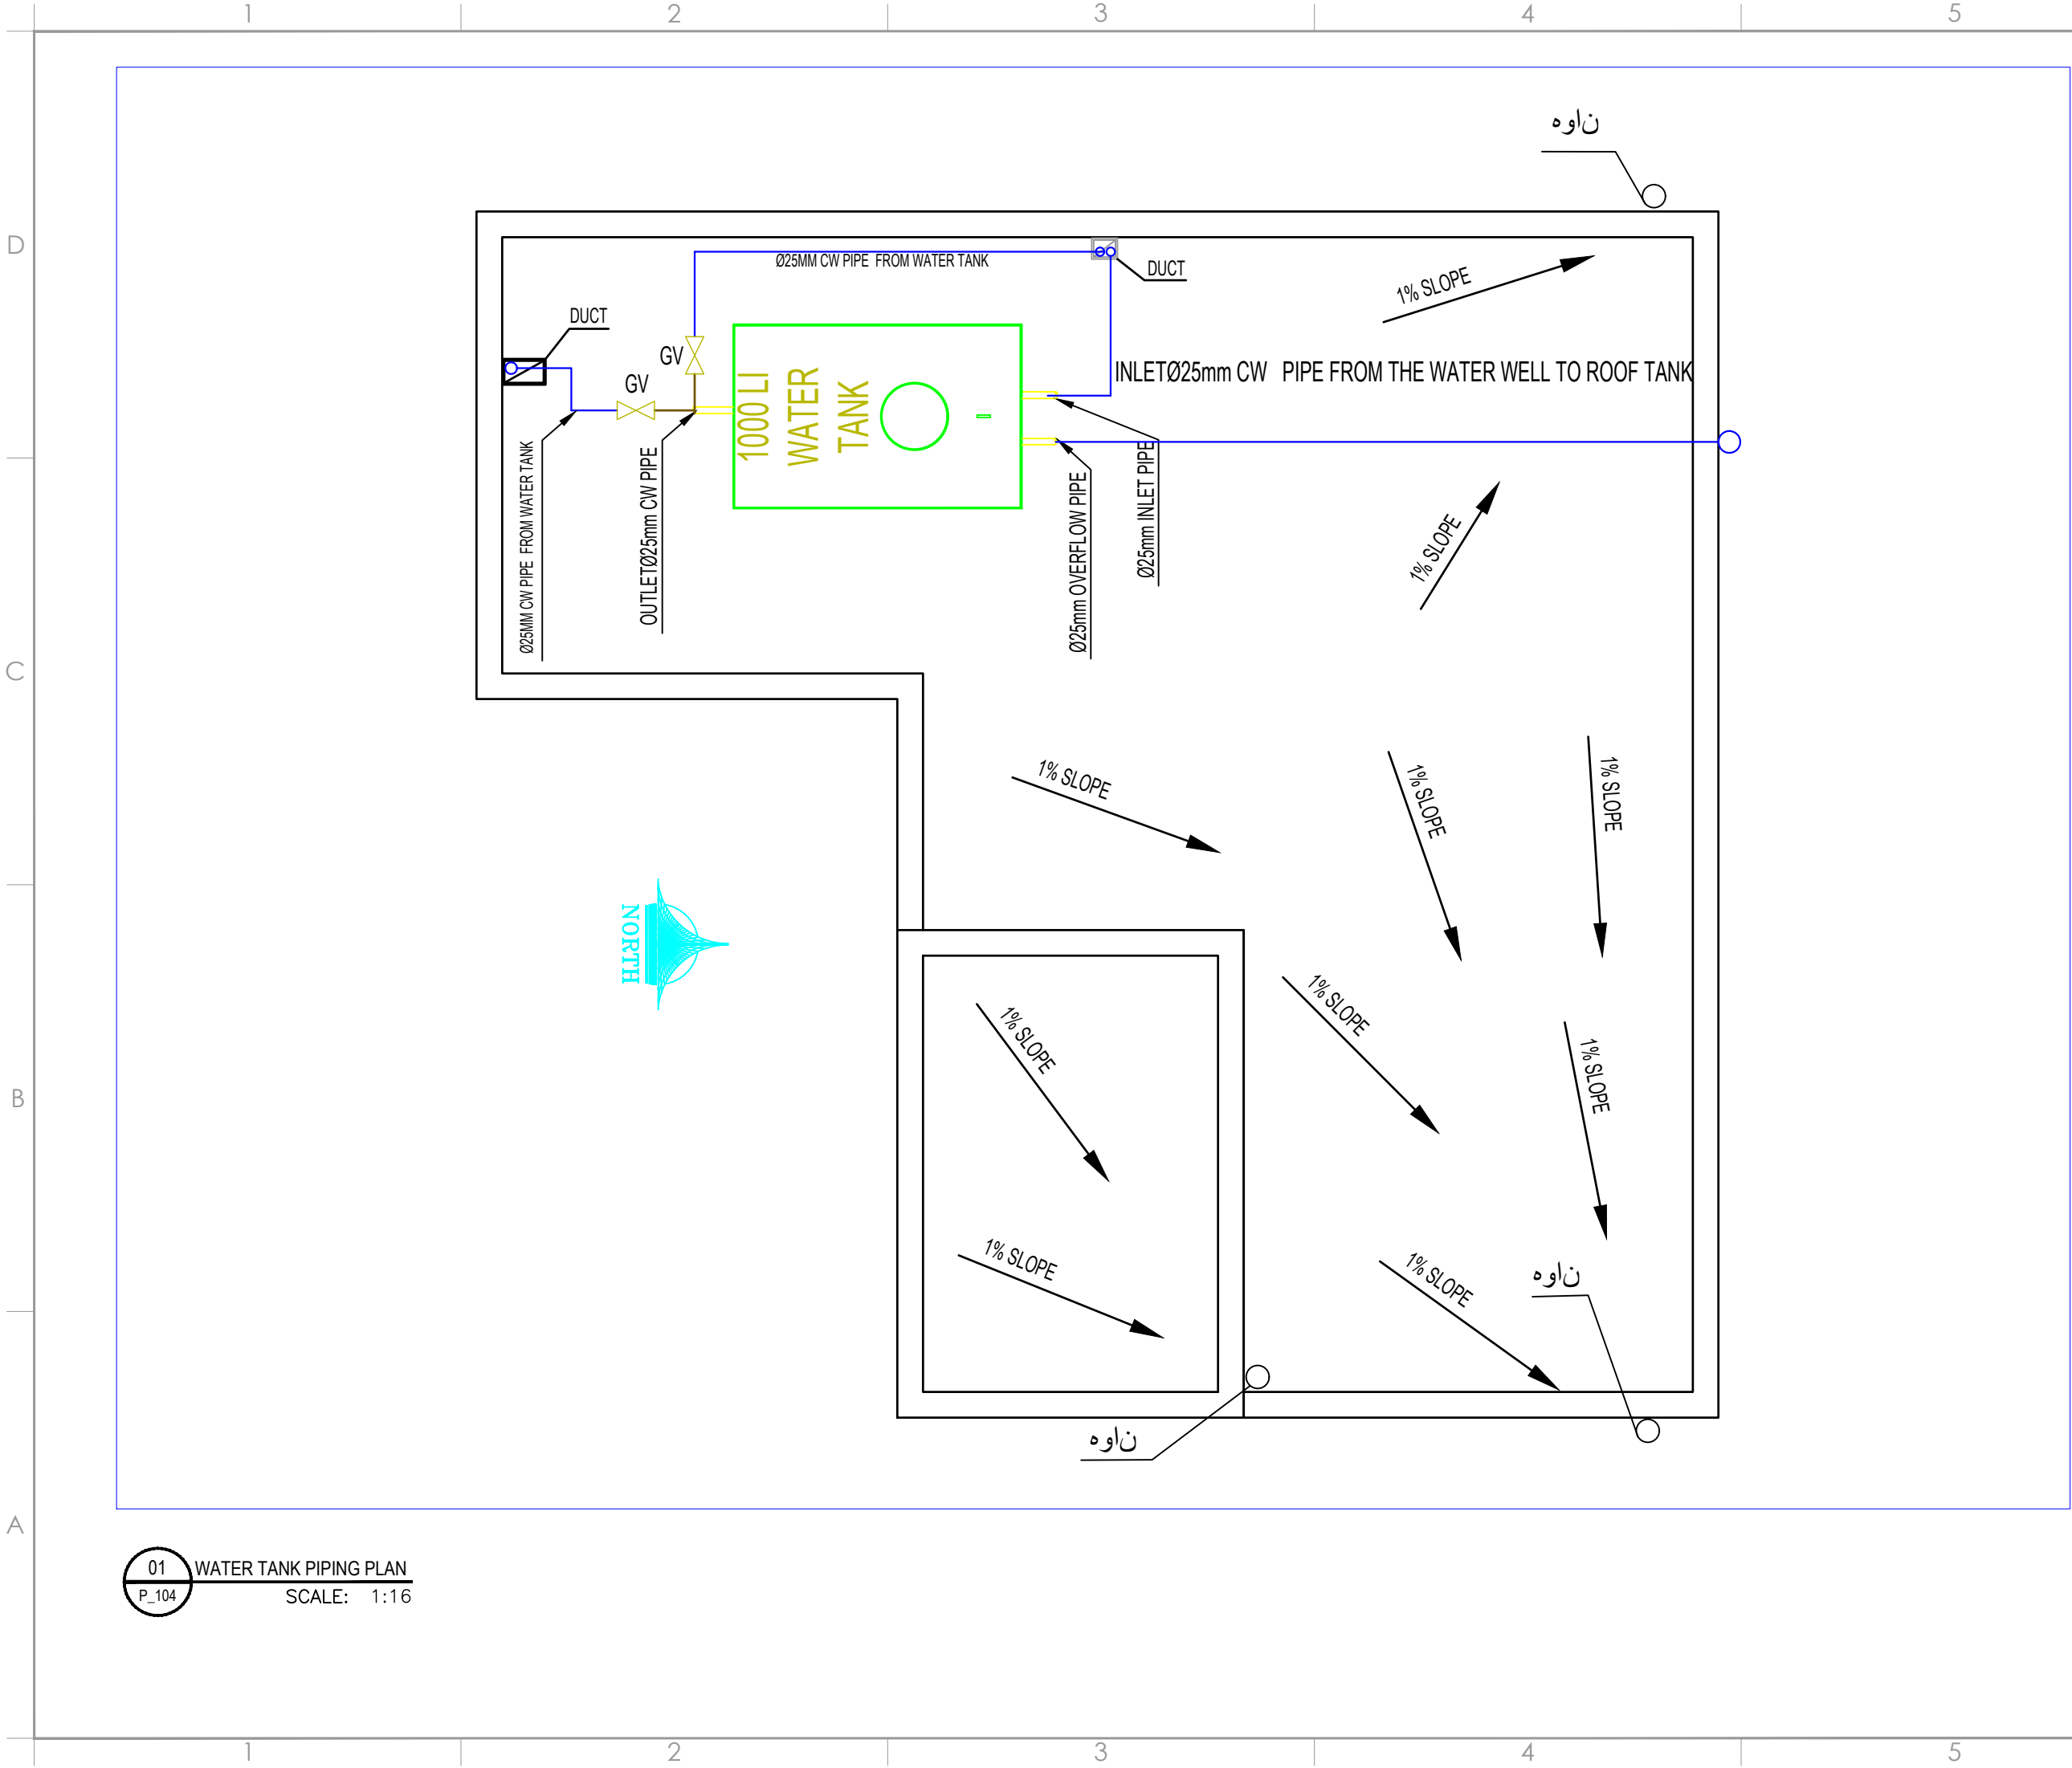 1 2 3 4 5
ناوه
D
Ø25MM CW PIPE FROM WATER TANK
DUCT
1% SLOPE
DUCT
GV
GV
INLETØ25mm CW PIPE FROM THE WATER WELL TO ROOF TANK
1000 LI
WATER
TANK
Ø25MM CW PIPE FROM WATER TANK
OUTLETØ25mm CW PIPE
Ø25mm OVERFLOW PIPE
Ø25mm INLET PIPE
1% SLOPE
C
1% SLOPE
1% SLOPE
1% SLOPE
NORTH
1% SLOPE
1% SLOPE
1% SLOPE
B
1% SLOPE
1% SLOPE
ناوه
ناوه
A
01
P_104
WATER TANK PIPING PLAN
SCALE: 1:16
1 2 3 4 5